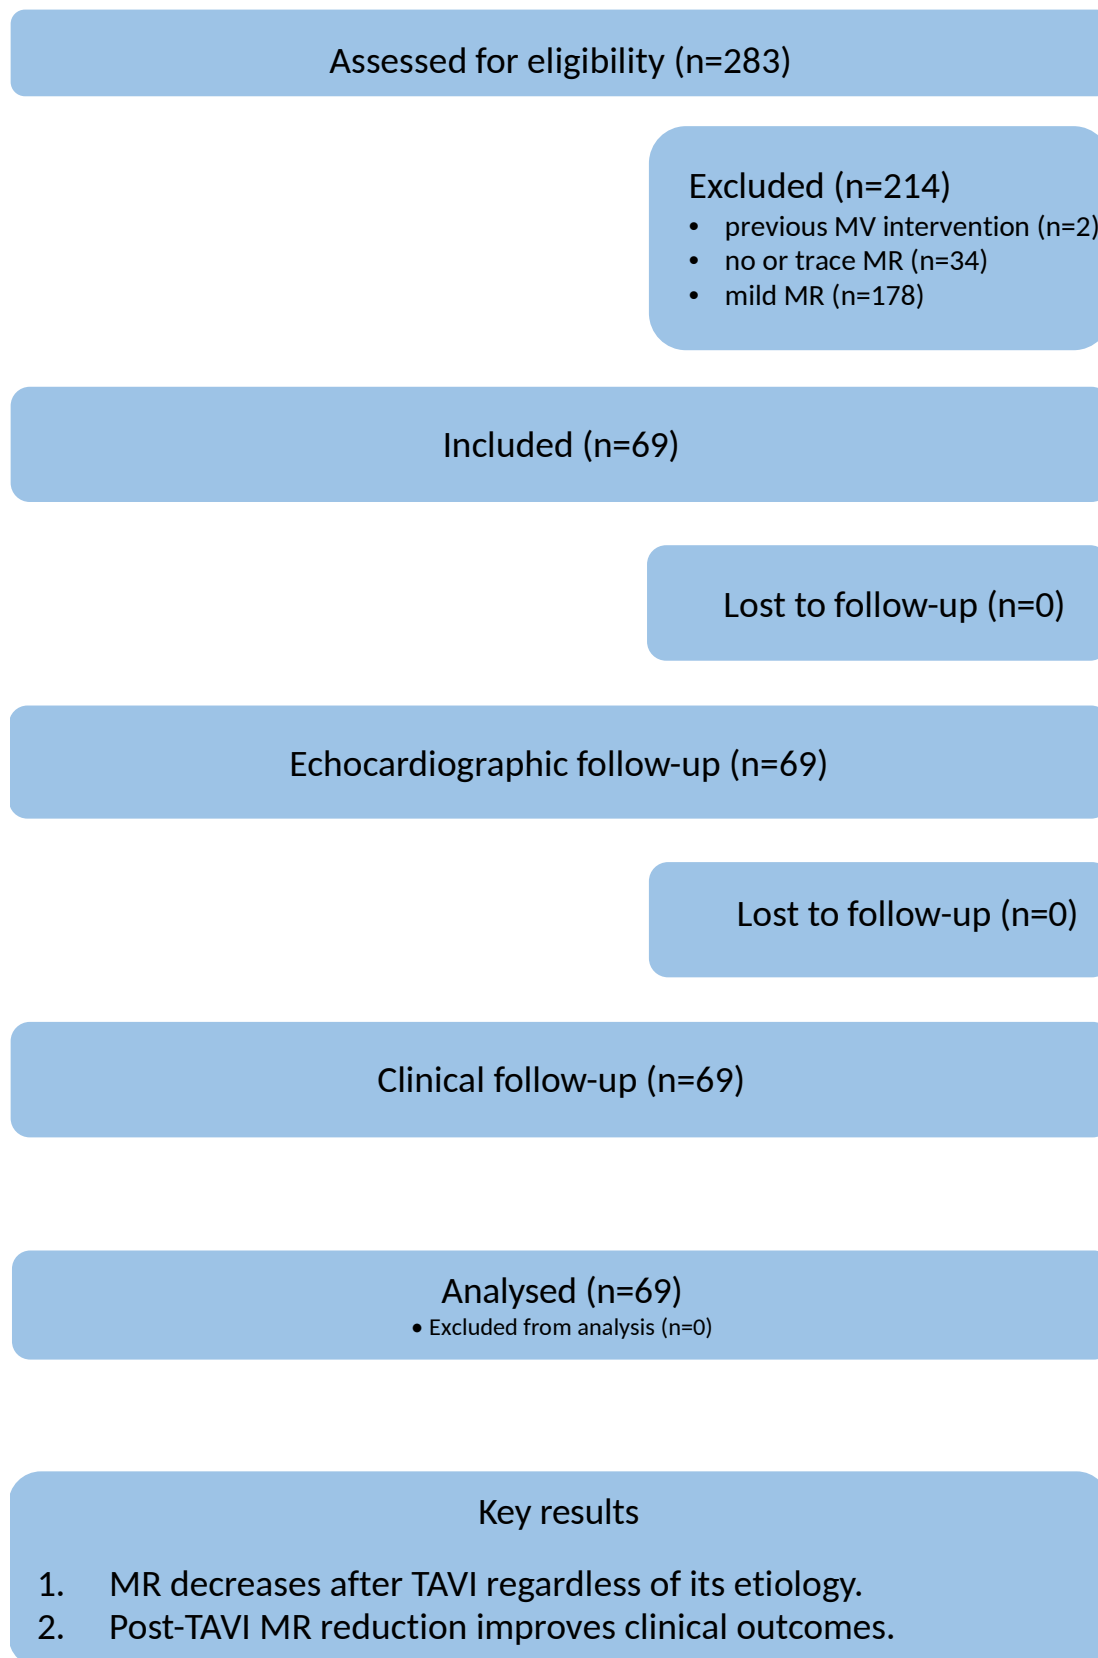 Assessed for eligibility (n=283)
Excluded (n=214)
• previous MV intervention (n=2)
• no or trace MR (n=34)
• mild MR (n=178)
Included (n=69)
Lost to follow-up (n=0)
Echocardiographic follow-up (n=69)
Lost to follow-up (n=0)
Clinical follow-up (n=69)
Analysed (n=69)
• Excluded from analysis (n=0)
Key results
1. MR decreases after TAVI regardless of its etiology.
2. Post-TAVI MR reduction improves clinical outcomes.